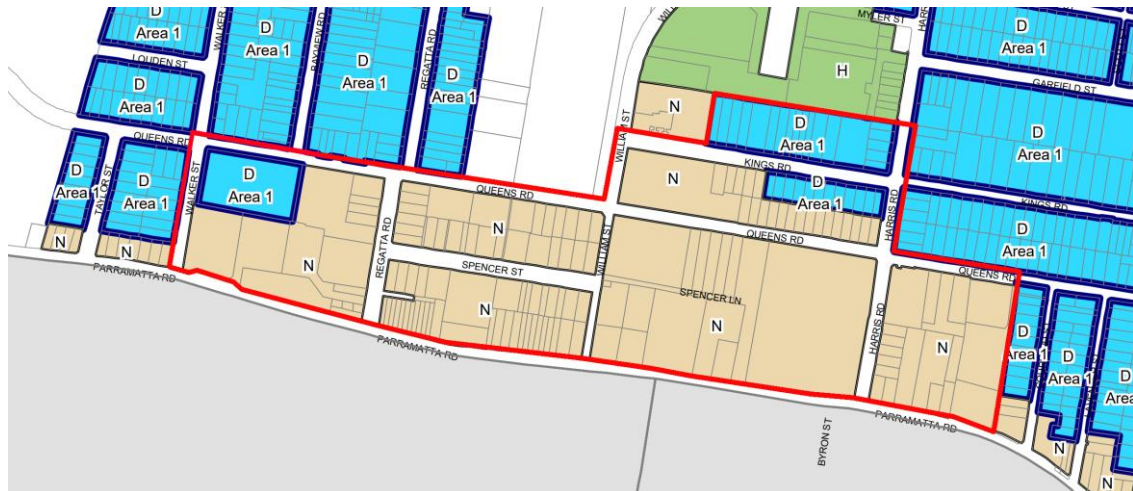 MYLER ST
D
Area 1
D
Area 1
D
Area 1
D
Area 1
WALKER
BAYVIEW RD
REGATTA RD
HARRIS
D
Area 1
LOUDEN ST
D
Area 1
H
GARFIELD ST
N
WILLIAM ST
D
Area 1
D
Area 1
QUEENS RD
KINGS RD
D
Area 1
D
Area 1
TAYLOR ST
WALKER ST
D
Area 1
QUEENS RD
N
D
Area 1
HARRIS RD
KINGS RD
D
Area 1
N
N
PARRAMATTA RD
N
REGATTA RD
N
WILLIAM ST
QUEENS RD
QUEENS RD
SPENCER ST
N
SPENCER LN
N
HARRIS RD
N
D
Area 1
D
Area 1
D
Area 1
PARRAMATTA RD
PARRAMATTA RD
BYRON ST
N
N